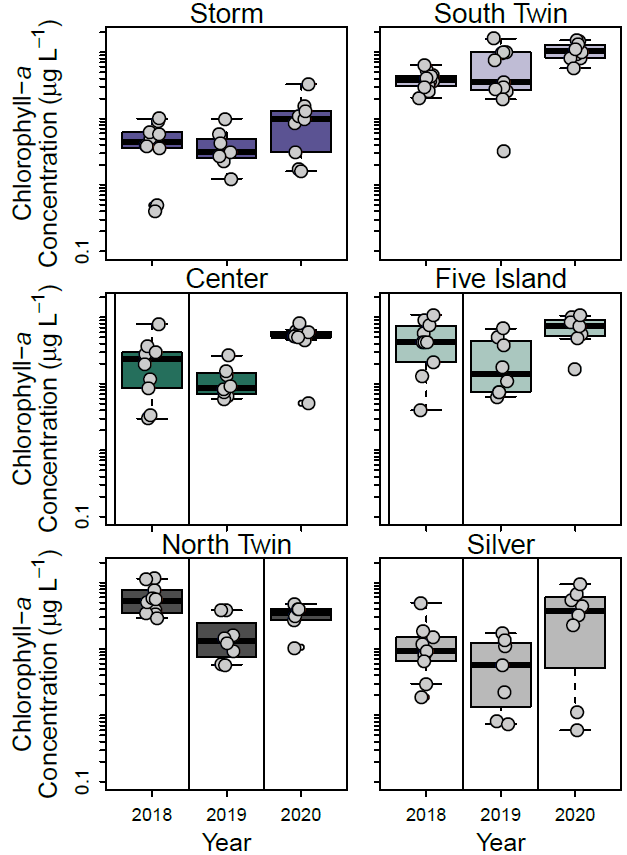 Storm
South Twin
Chlorophyll−a
Concentration (µg L−1)
0.1
Center
Five Island
Chlorophyll−a
Concentration (µg L−1)
0.1
North Twin
Silver
Chlorophyll−a
Concentration (µg L−1)
0.1
2018 2019 2020
2018 2019 2020
Year
Year